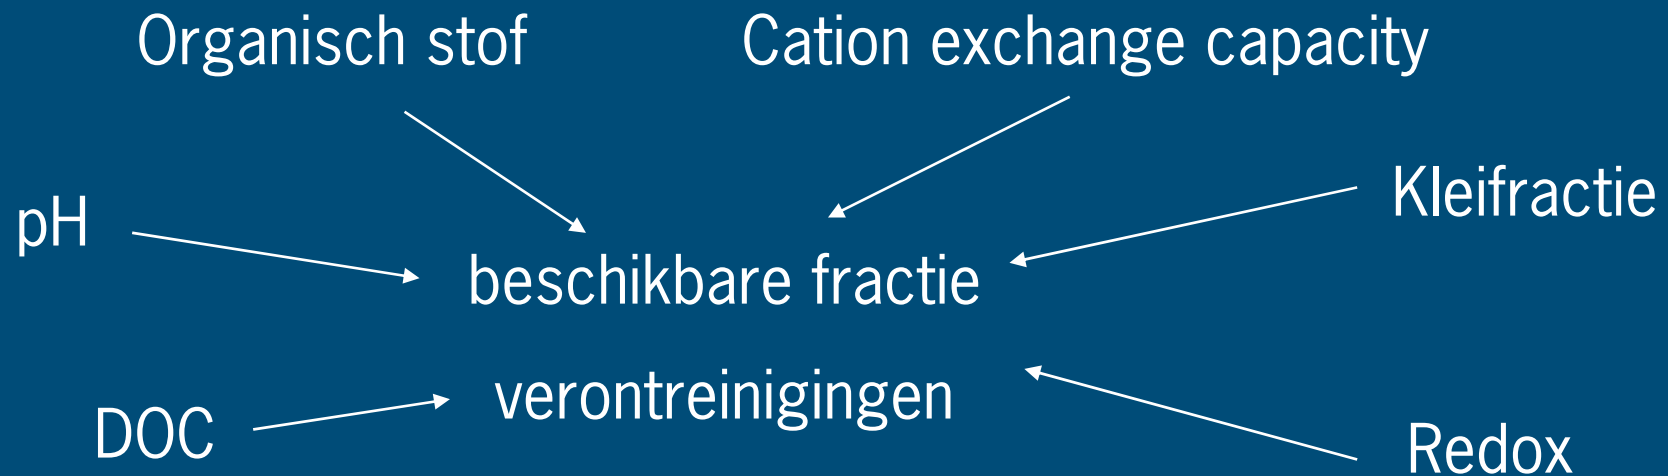 Organisch stof
Cation exchange capacity
Kleifractie
pH
beschikbare fractie
verontreinigingen
DOC
Redox